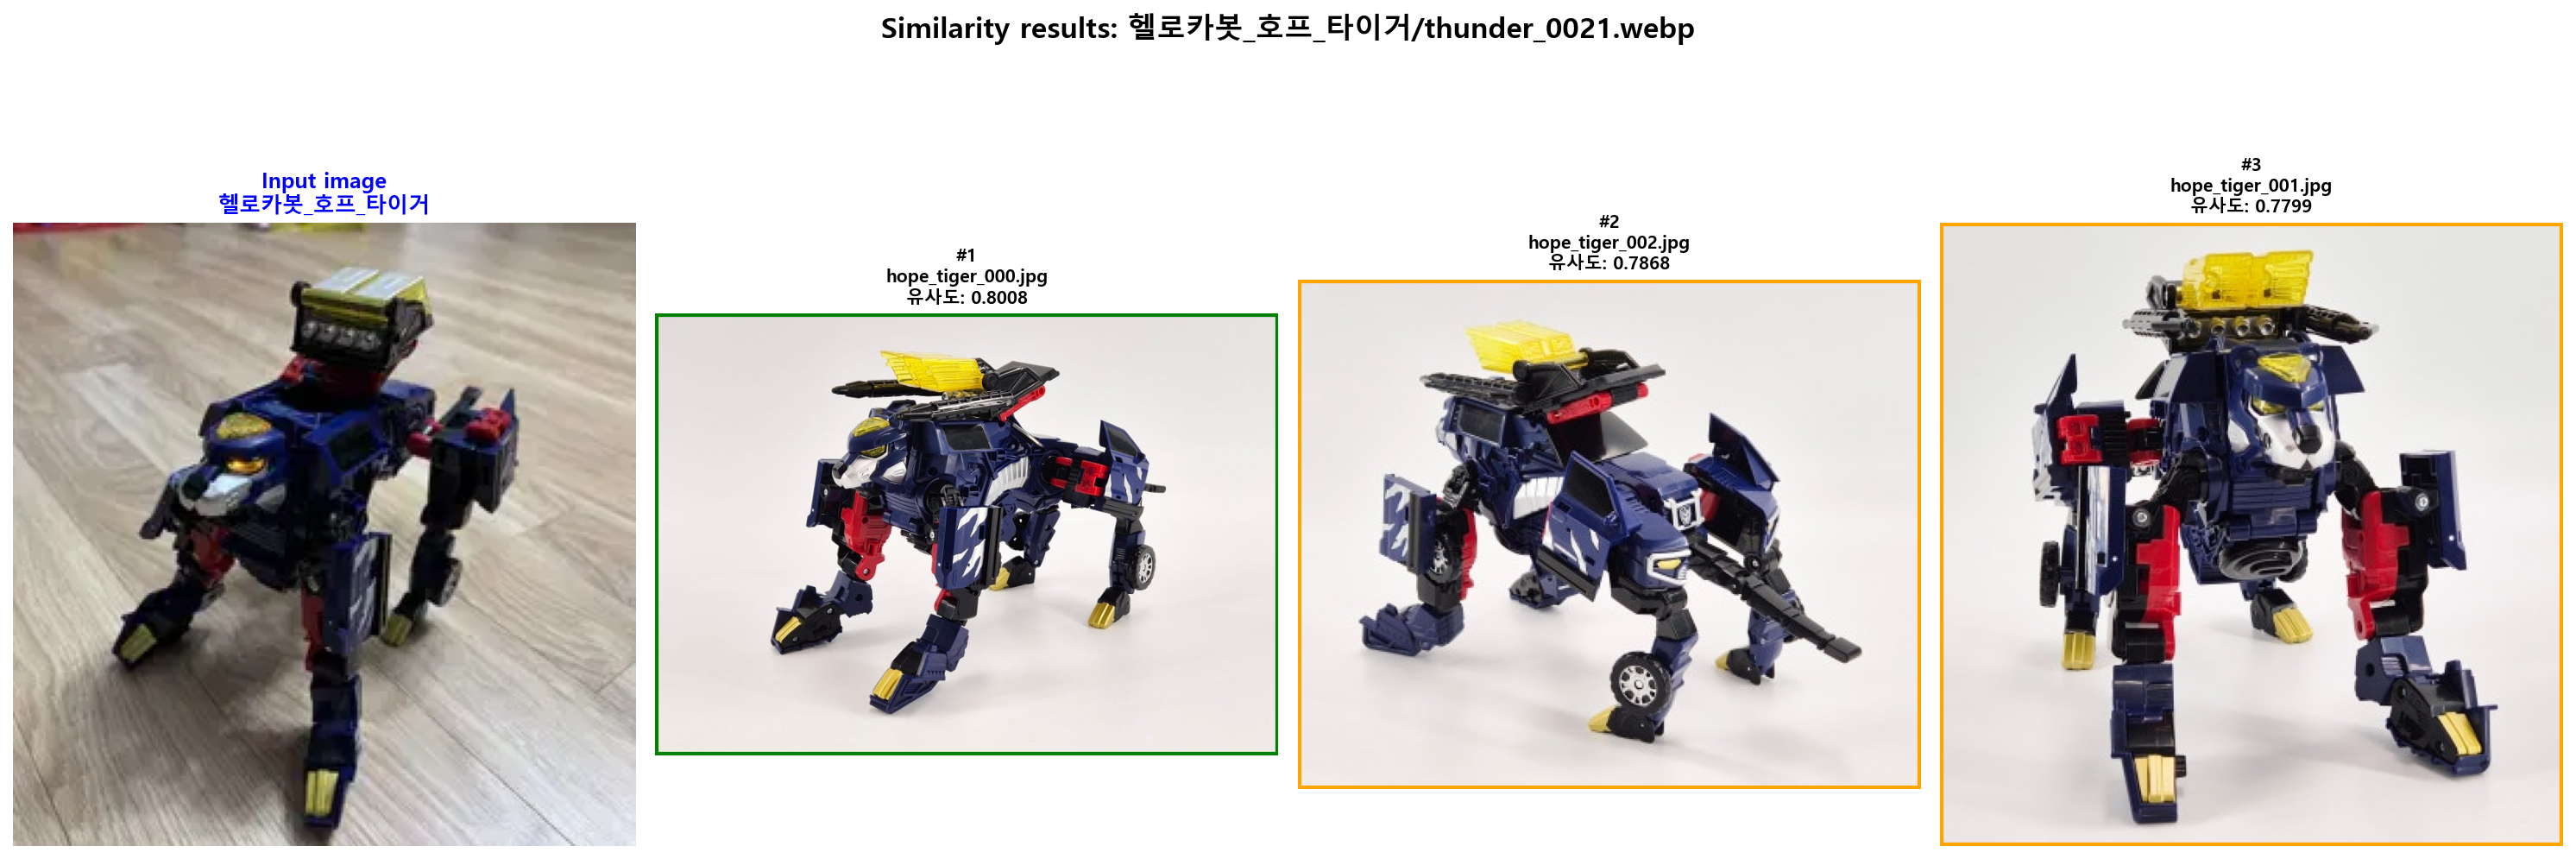 Similarity results: 헬로카봇_호프_타이거/thunder_0021.webp
Input image
헬로카봇_호프_타이거
#1
hope_tiger_000.jpg
유사도: 0.8008
#2
hope_tiger_002.jpg
유사도: 0.7868
#3
hope_tiger_001.jpg
유사도: 0.7799